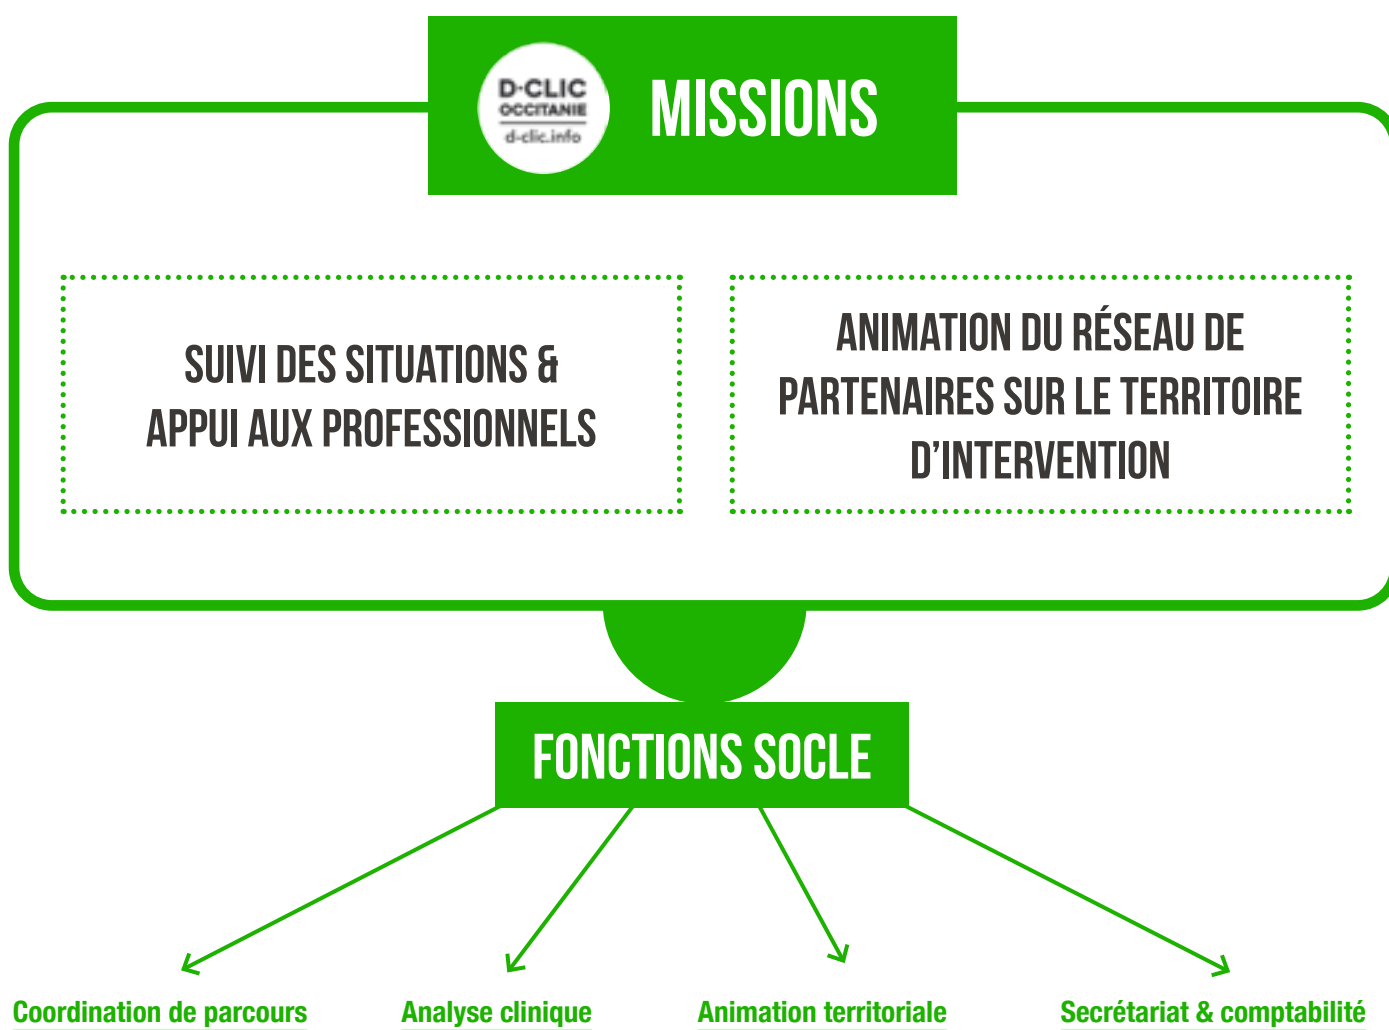 D-CLIC
OCCITANIE
d-clic.info
MISSIONS
SUIVI DES SITUATIONS &
APPUI AUX PROFESSIONNELS
ANIMATION DU RÉSEAU DE
PARTENAIRES SUR LE TERRITOIRE
D'INTERVENTION
FONCTIONS SOCLE
Coordination de parcours
Analyse clinique
Animation territoriale
Secrétariat & comptabilité